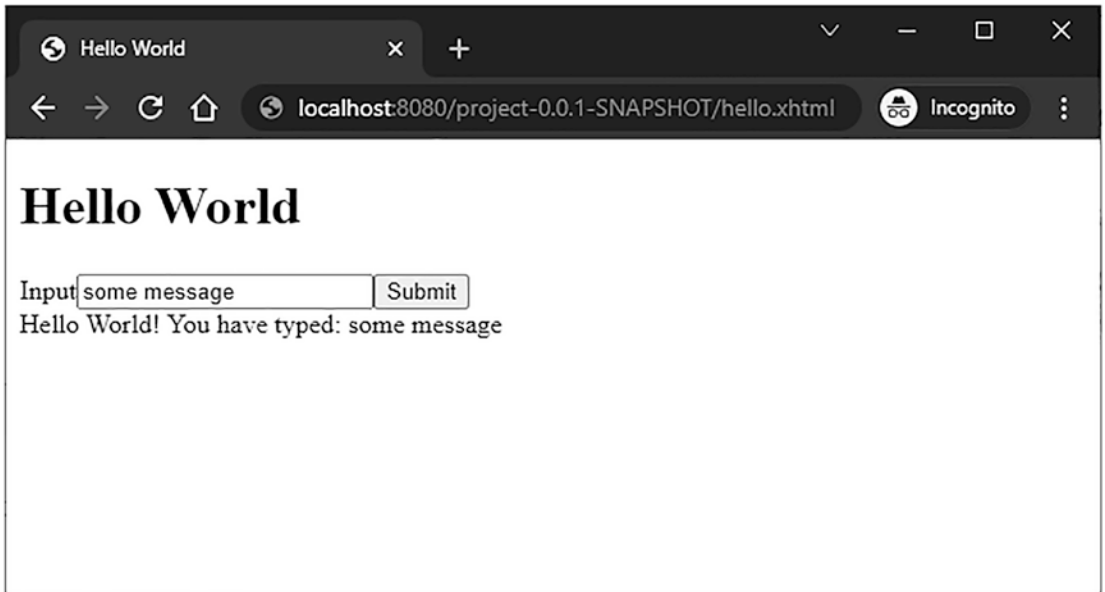 Hello World
localhost:8080/project-0.0.1-SNAPSHOT/hello.xhtml Incognito
Hello World
Input some message Submit
Hello World! You have typed: some message